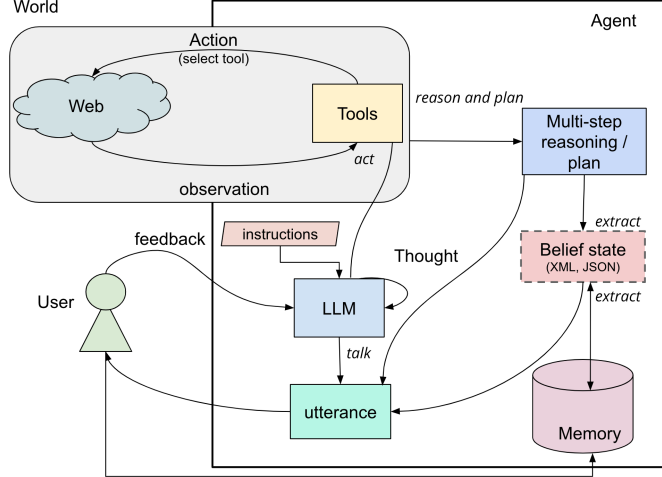 World
Agent
Action
(select tool)
Web
Tools
reason and plan
Multi-step
reasoning /
plan
act
observation
extract
instructions
feedback
Thought
Belief state
(XML, JSON)
extract
User
LLM
talk
utterance
Memory